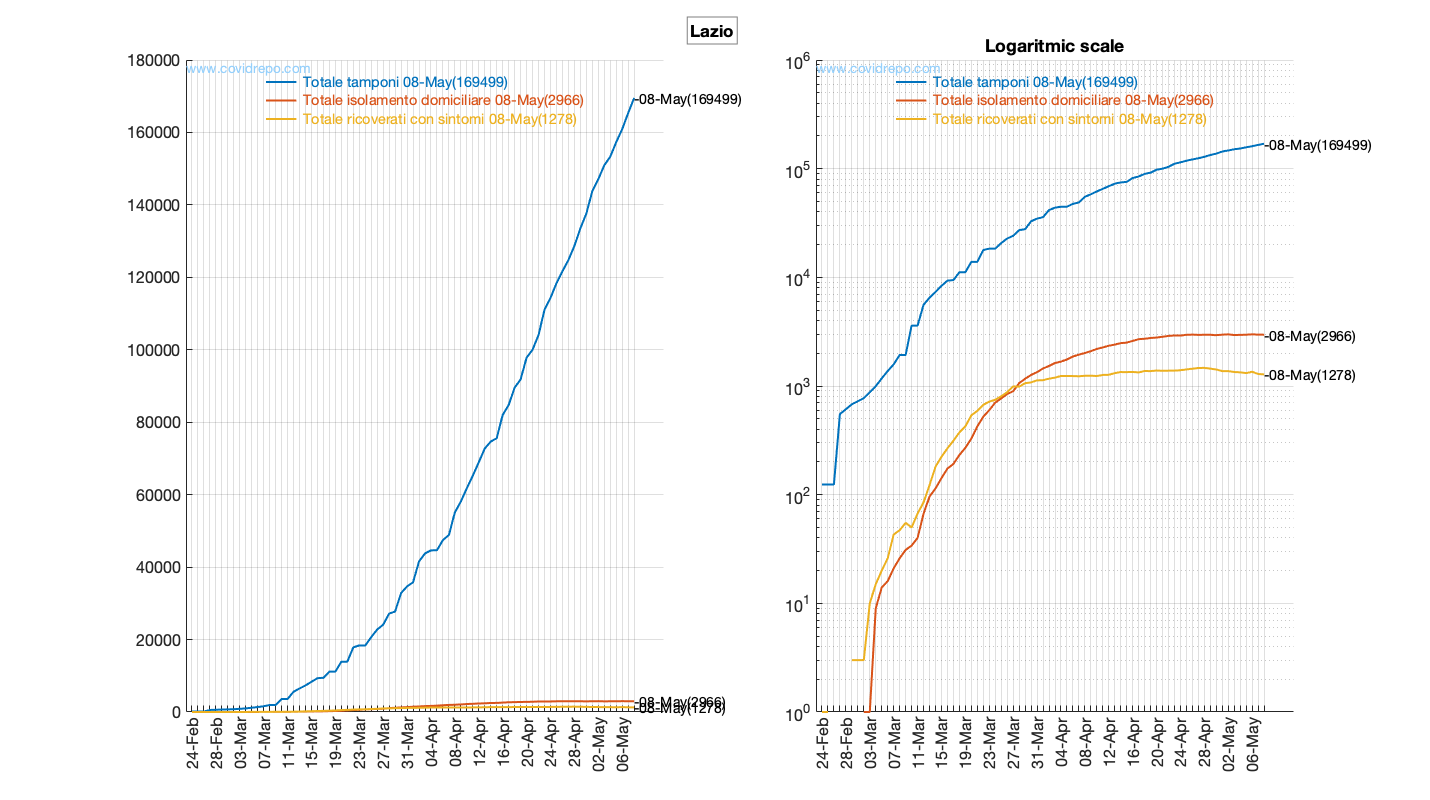 Lazio
180000
160000
140000
120000
100000
80000
60000
40000
20000
0
www.covidrepo.com
Totale tamponi 08-May(169499)
Totale isolamento domiciliare 08-May(2966)
Totale ricoverati con sintomi 08-May(1278)
-08-May(169499)
-08-May(2966)
-08-May(1278)
24-Feb
28-Feb
03-Mar
07-Mar
11-Mar
15-Mar
19-Mar
23-Mar
27-Mar
31-Mar
04-Apr
08-Apr
12-Apr
16-Apr
20-Apr
24-Apr
28-Apr
02-May
06-May
Logaritmic scale
10^6
10^5
10^4
10^3
10^2
10^1
10^0
www.covidrepo.com
Totale tamponi 08-May(169499)
Totale isolamento domiciliare 08-May(2966)
Totale ricoverati con sintomi 08-May(1278)
-08-May(169499)
-08-May(2966)
-08-May(1278)
24-Feb
28-Feb
03-Mar
07-Mar
11-Mar
15-Mar
19-Mar
23-Mar
27-Mar
31-Mar
04-Apr
08-Apr
12-Apr
16-Apr
20-Apr
24-Apr
28-Apr
02-May
06-May